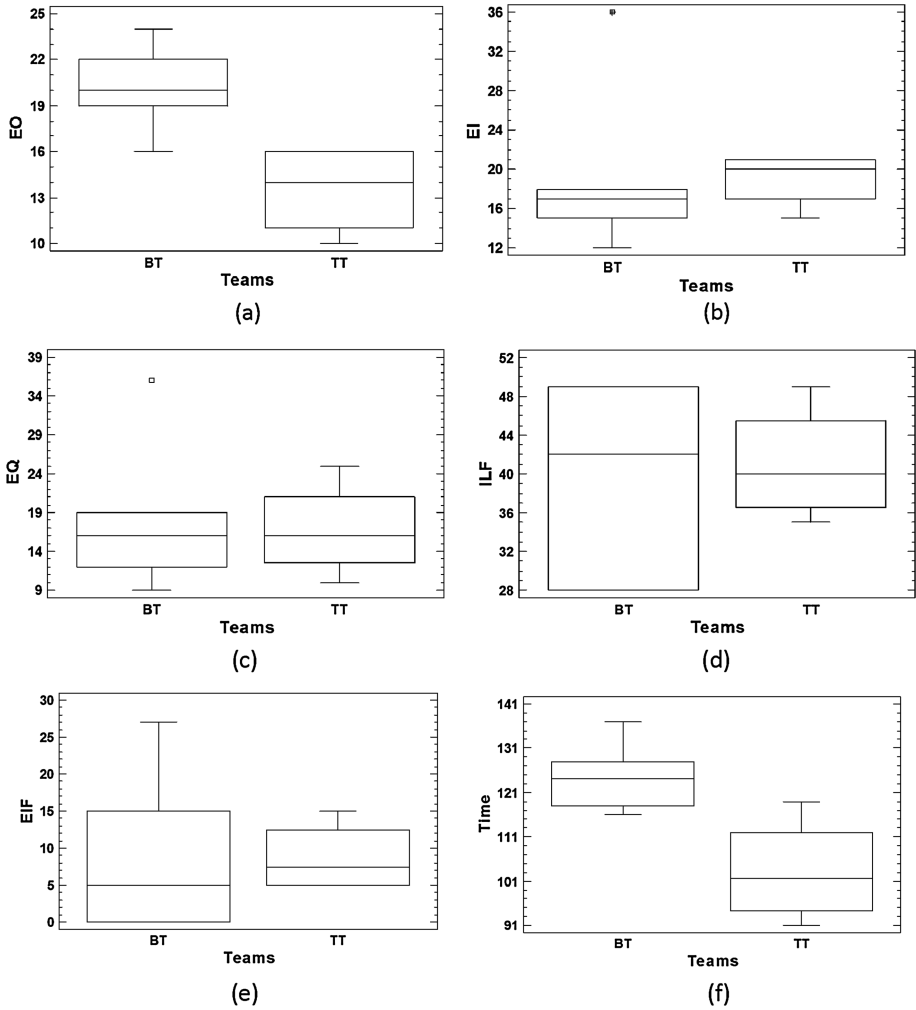 25
22
19
16
13
10
EO
BT TT
Teams
(a)
36
32
28
24
20
16
12
EI
BT TT
Teams
(b)
39
34
29
24
19
14
9
EQ
BT TT
Teams
(c)
52
48
44
40
36
32
28
ILF
BT TT
Teams
(d)
30
25
20
15
10
5
0
EIF
BT TT
Teams
(e)
141
131
121
111
101
91
Time
BT TT
Teams
(f)